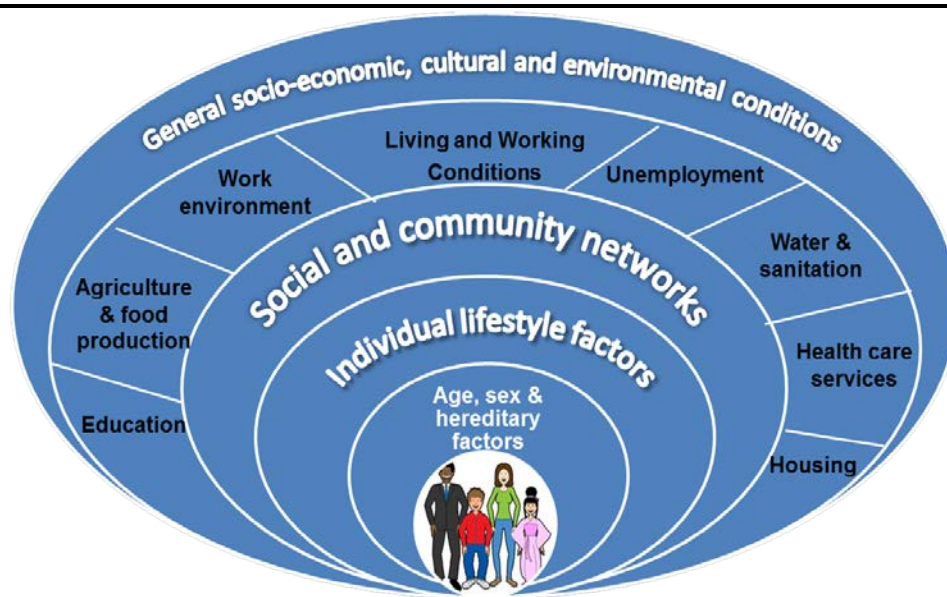 General socio-economic, cultural and environmental conditions
Living and Working
Conditions
Work
environment
Unemployment
Agriculture
& food
production
Water &
sanitation
Education
Health care
services
Housing
Social and community networks
Individual lifestyle factors
Age, sex &
hereditary
factors